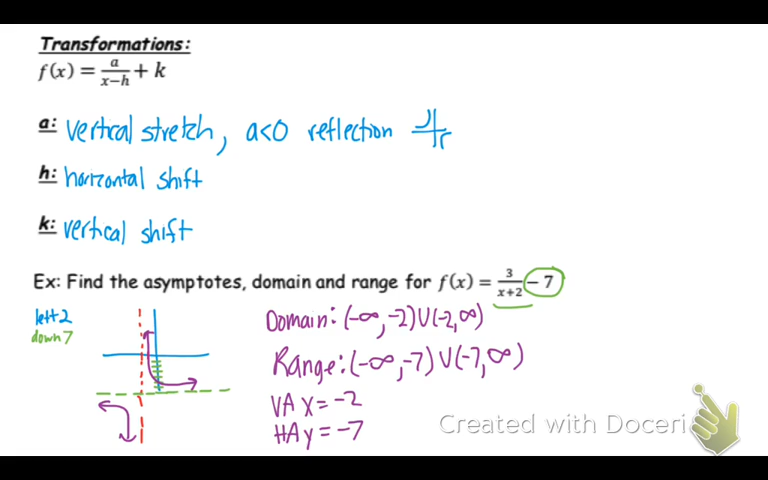 Transformations:
f(x) = a/(x−h) + k
a: vertical stretch, a<0 reflection
h: horizontal shift
k: vertical shift
Ex: Find the asymptotes, domain and range for f(x) = 3/(x+2) − 7
left 2
down 7
Domain: (-∞, -2)U(-2, ∞)
Range: (-∞, -7)U(-7, ∞)
VA x = -2
HA y = -7
Created with Doceri